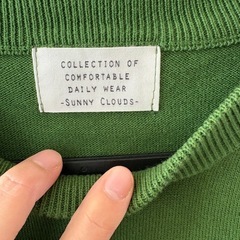 COLLECTION OF
COMFORTABLE
DAILY WEAR
-SUNNY CLOUDS-